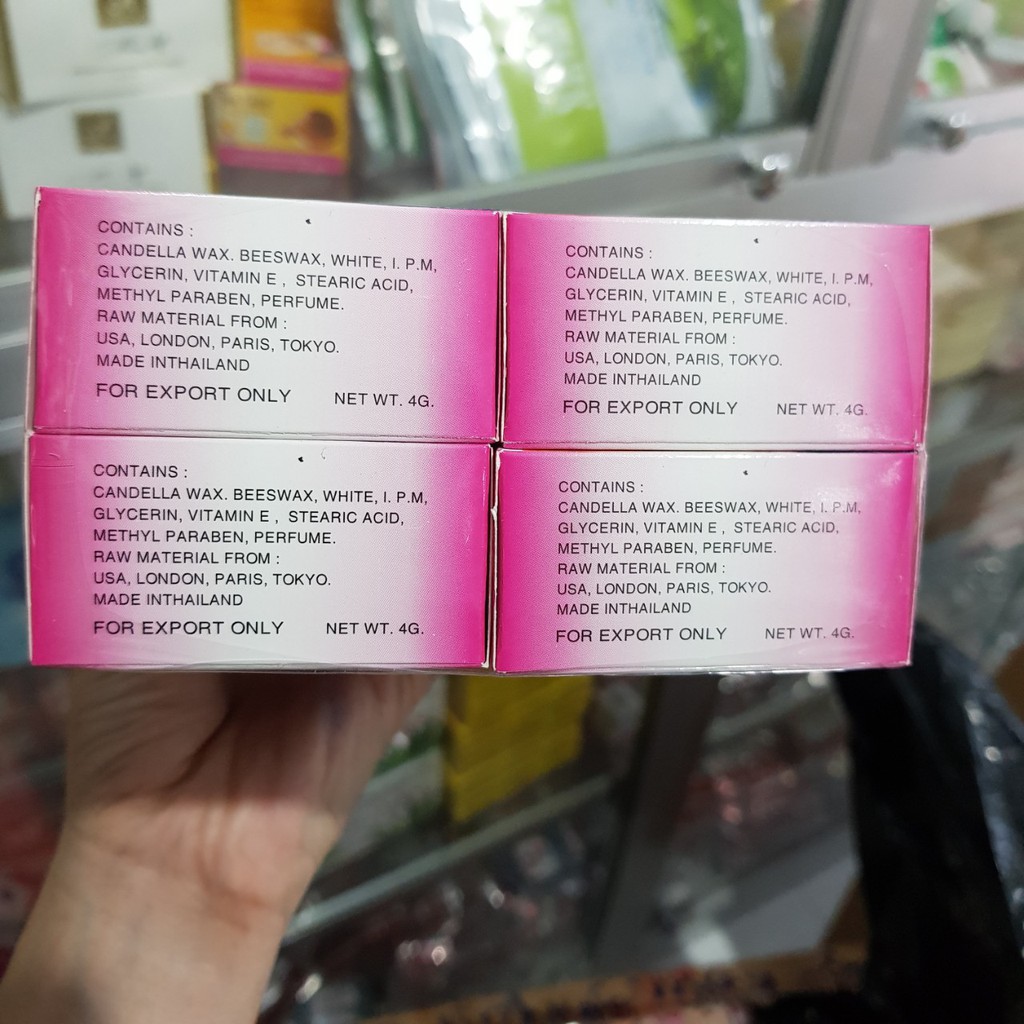 CONTAINS :
CANDELLA WAX. BEESWAX, WHITE, I. P.M,
GLYCERIN, VITAMIN E , STEARIC ACID,
METHYL PARABEN, PERFUME.
RAW MATERIAL FROM :
USA, LONDON, PARIS, TOKYO.
MADE INTHAILAND
FOR EXPORT ONLY NET WT. 4G.
CONTAINS :
CANDELLA WAX. BEESWAX, WHITE, I. P.M,
GLYCERIN, VITAMIN E , STEARIC ACID,
METHYL PARABEN, PERFUME.
RAW MATERIAL FROM :
USA, LONDON, PARIS, TOKYO.
MADE INTHAILAND
FOR EXPORT ONLY NET WT. 4G.
CONTAINS :
CANDELLA WAX. BEESWAX, WHITE, I. P.M,
GLYCERIN, VITAMIN E , STEARIC ACID,
METHYL PARABEN, PERFUME.
RAW MATERIAL FROM :
USA, LONDON, PARIS, TOKYO.
MADE INTHAILAND
FOR EXPORT ONLY NET WT. 4G.
CONTAINS :
CANDELLA WAX. BEESWAX, WHITE, I. P.M,
GLYCERIN, VITAMIN E , STEARIC ACID,
METHYL PARABEN, PERFUME.
RAW MATERIAL FROM :
USA, LONDON, PARIS, TOKYO.
MADE INTHAILAND
FOR EXPORT ONLY NET WT. 4G.